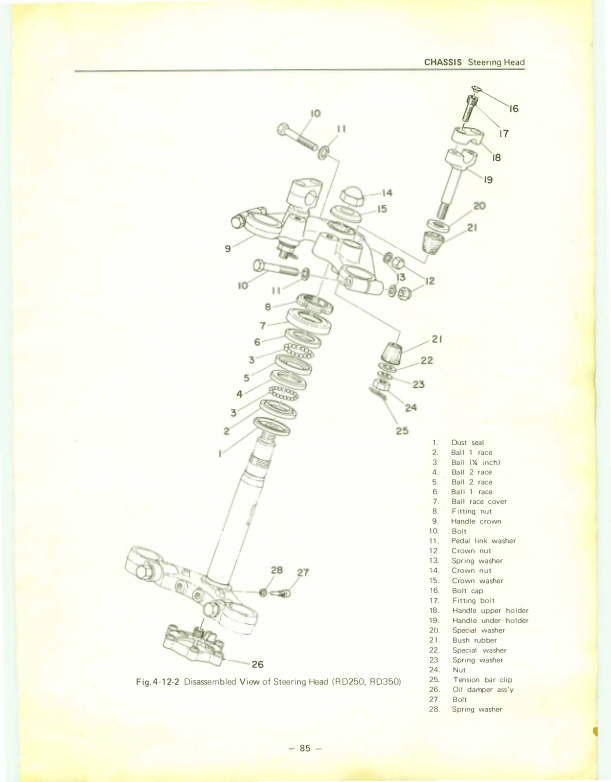 CHASSIS Steering Head
16
10
17
11
18
19
14
15
20
21
9
13
12
10
11
8
7
21
6
22
3
5
23
4
24
3
2
25
1
1. Dust seal
2. Ball 1 race
3. Ball (¼ inch)
4. Ball 2 race
5. Ball 2 race
6. Ball 1 race
7. Ball race cover
8. Fitting nut
9. Handle crown
10. Bolt
11. Pedal link washer
12 Crown nut
13. Spring washer
14. Crown nut
15. Crown washer
16. Bolt cap
17. Fitting bolt
18. Handle upper holder
19. Handle under holder
20. Special washer
21. Bush rubber
22. Special washer
23. Spring washer
24. Nut
25. Tension bar clip
26. Oil damper ass'y
27. Bolt
28. Spring washer
28
27
26
Fig.4-12-2 Disassembled View of Steering Head (RD250, RD350)
– 85 –